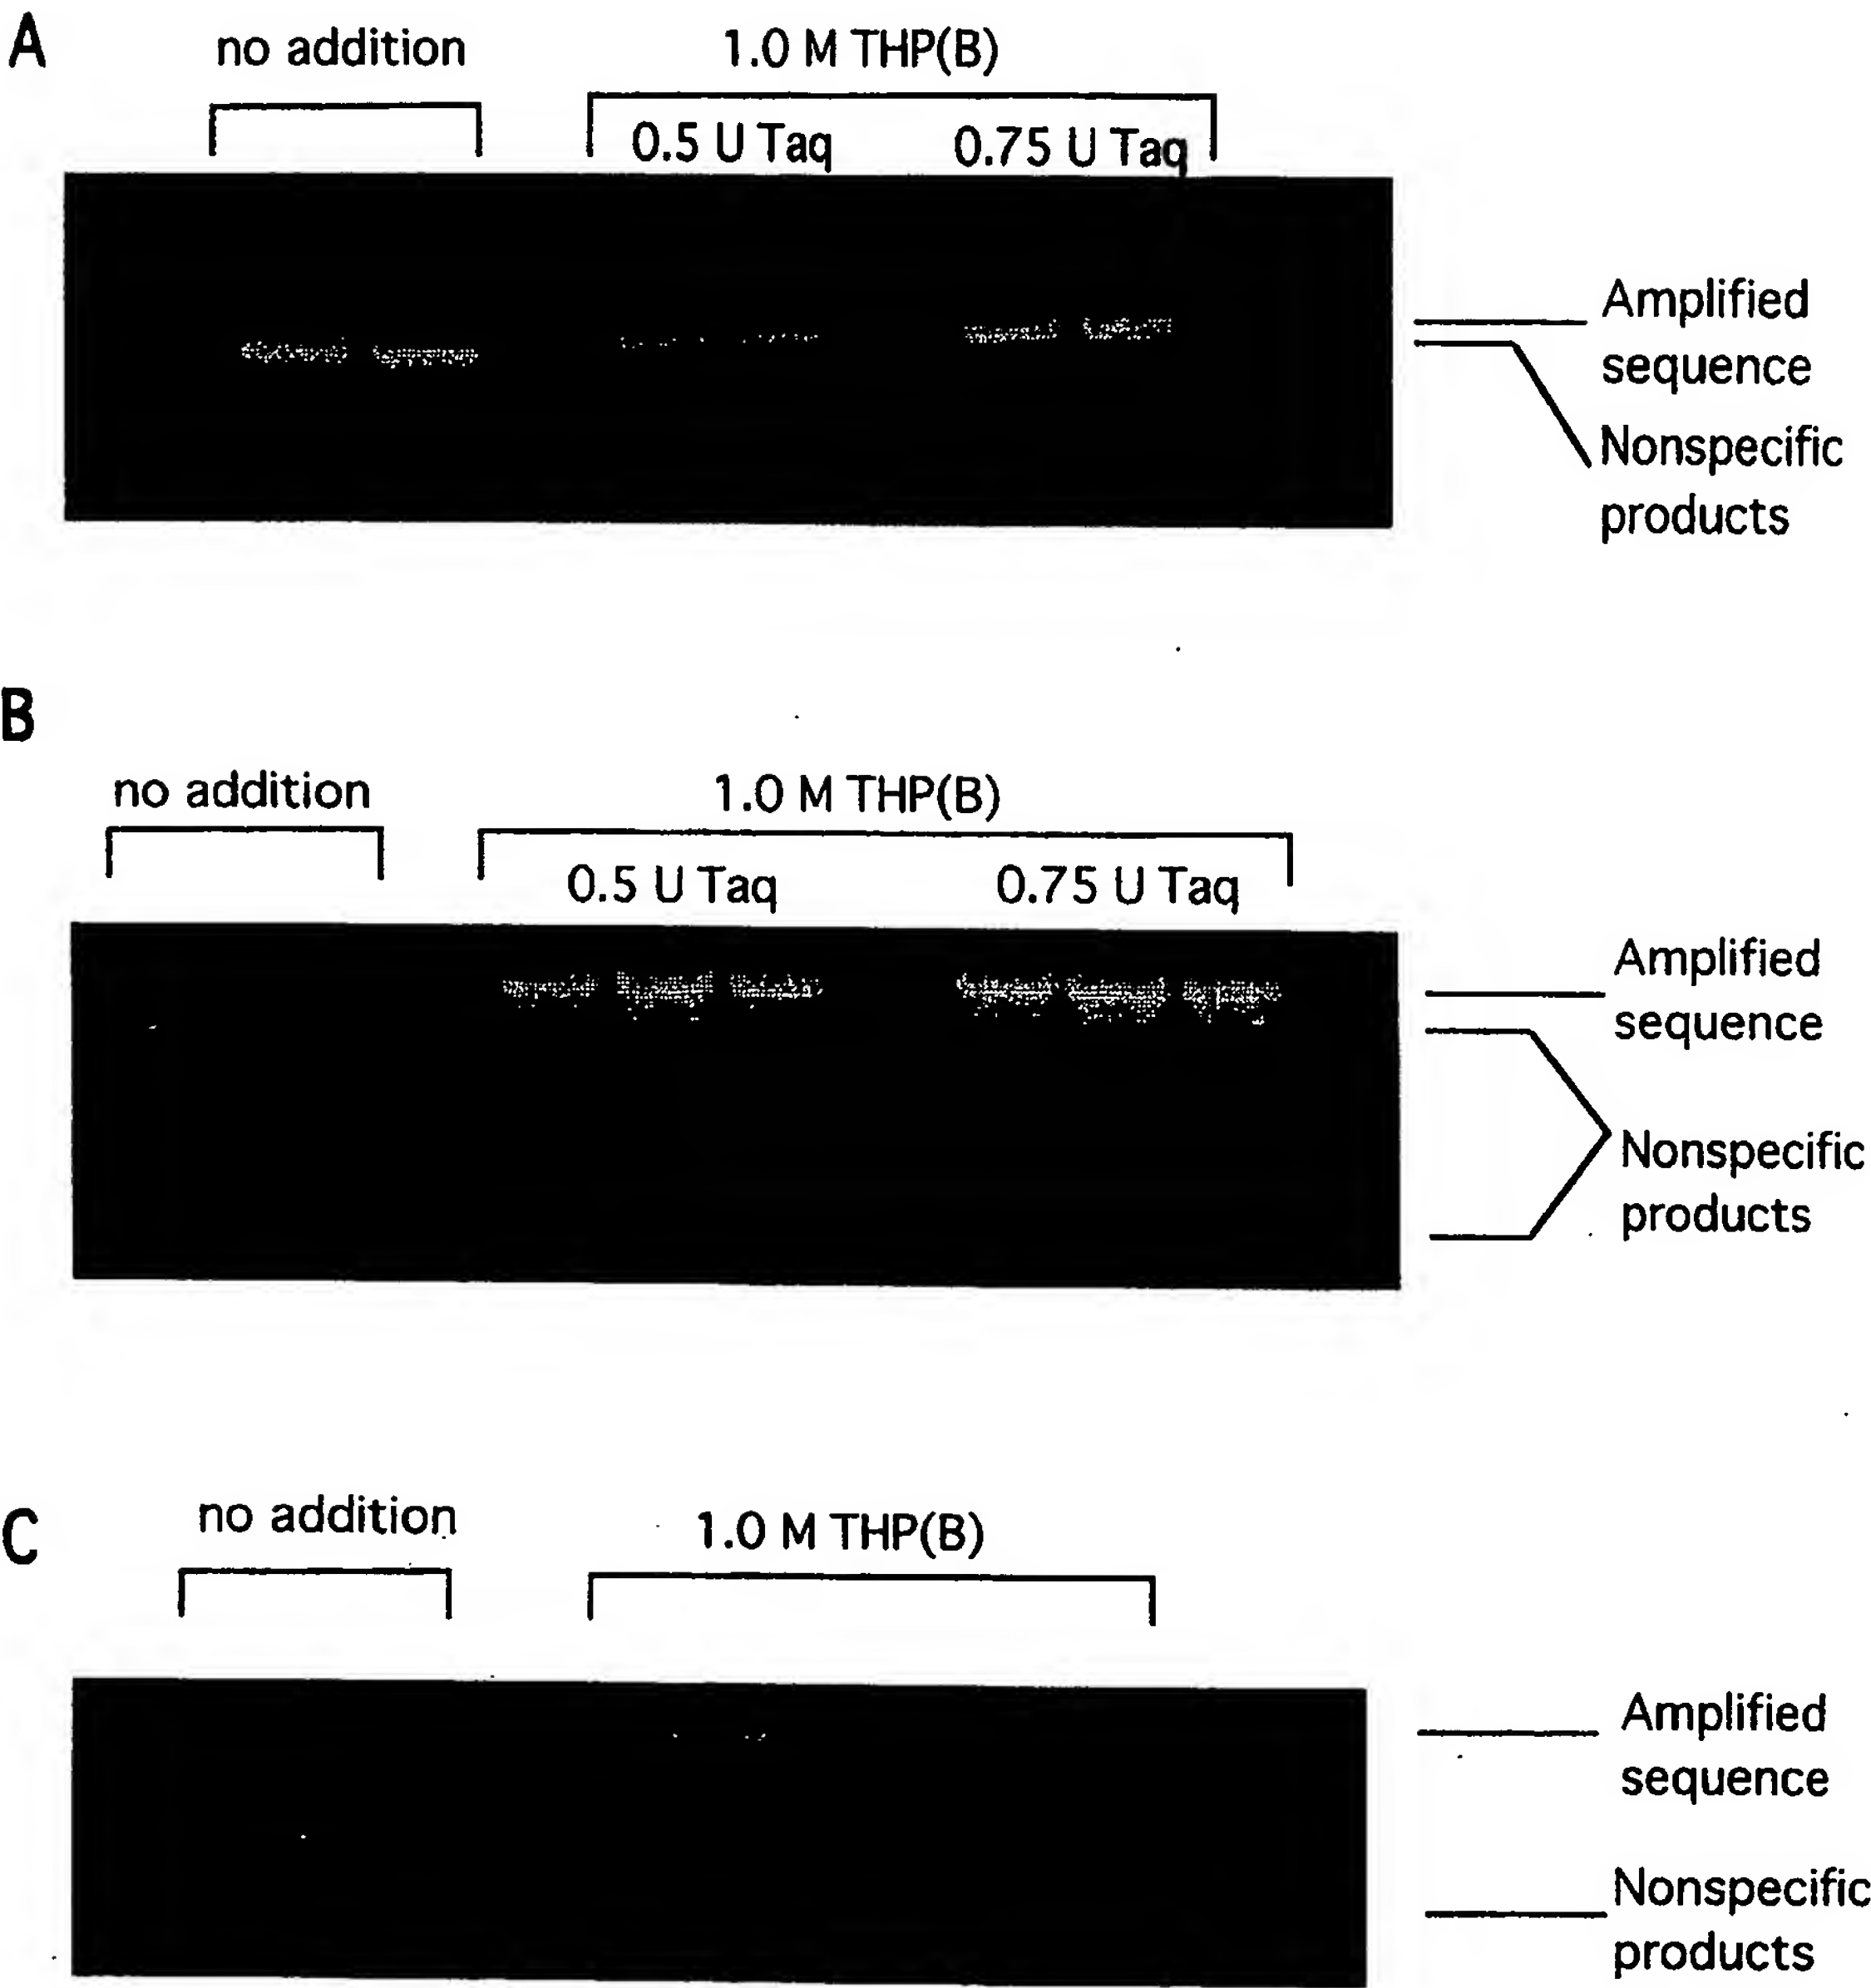 A
no addition
1.0 M THP(B)
0.5 U Taq
0.75 U Taq
Amplified
sequence
Nonspecific
products
B
no addition
1.0 M THP(B)
0.5 U Taq
0.75 U Taq
Amplified
sequence
Nonspecific
products
C
no addition
1.0 M THP(B)
Amplified
sequence
Nonspecific
products